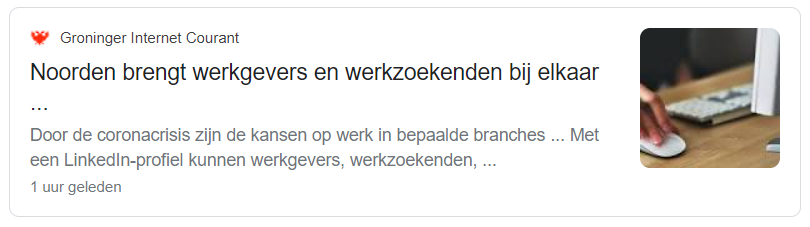 Groninger Internet Courant
Noorden brengt werkgevers en werkzoekenden bij elkaar
...
Door de coronacrisis zijn de kansen op werk in bepaalde branches ... Met
een LinkedIn-profiel kunnen werkgevers, werkzoekenden, ...
1 uur geleden